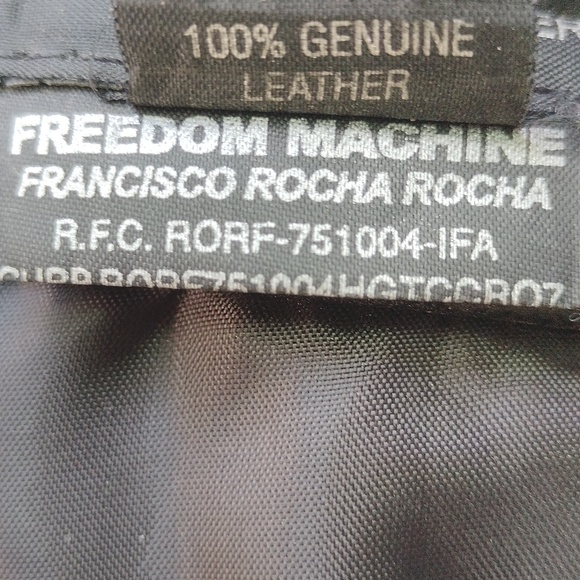 100% GENUINE
LEATHER
FREEDOM MACHINE
FRANCISCO ROCHA ROCHA
R.F.C. RORF-751004-IFA